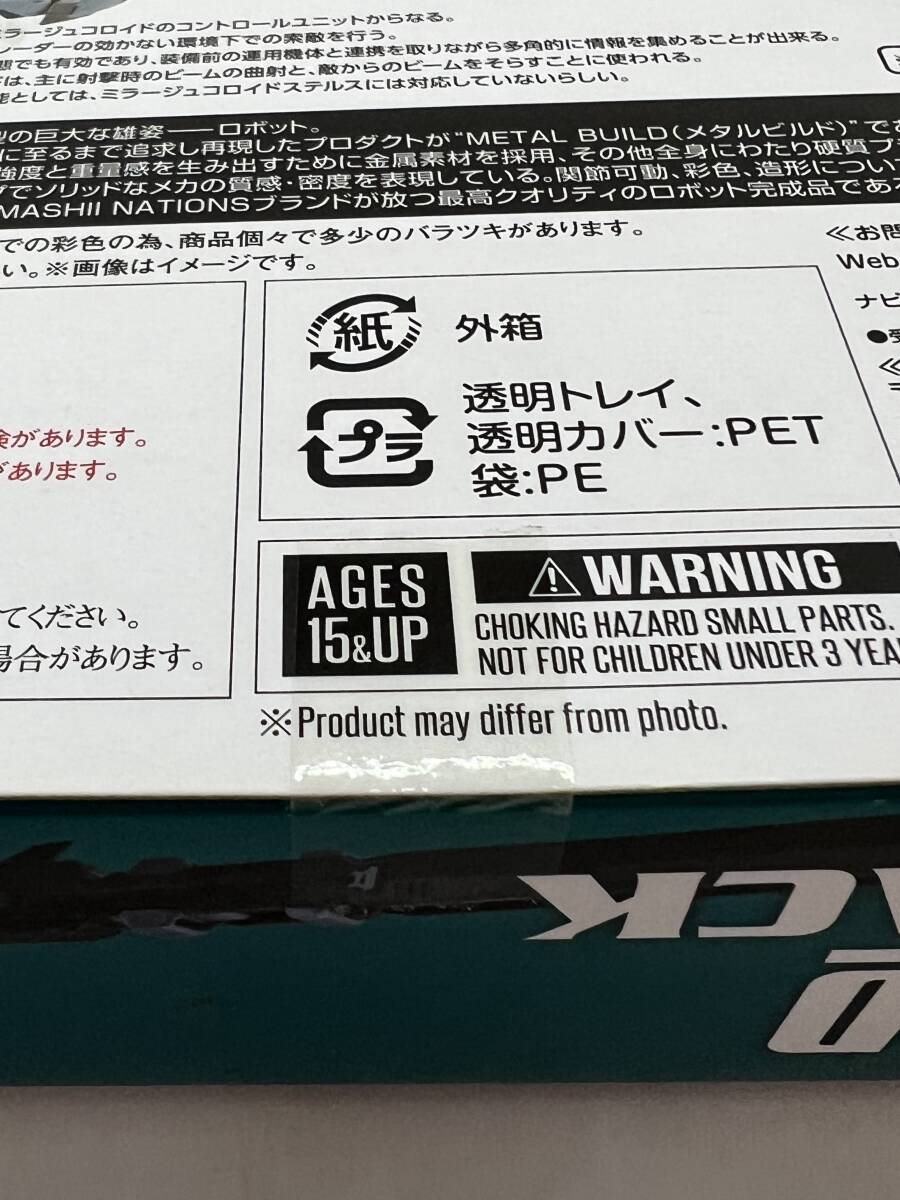 ミラージュコロイドのコントロールユニットからなる。
レーダーの効かない環境下での索敵を行う。
態でも有効であり、装備前の運用機体と連携を取りながら多角的に情報を集めることが出来る。
は、主に射撃時のビームの曲射と、敵からのビームをそらすことに使われる。
能としては、ミラージュコロイドステルスには対応していないらしい。
型の巨大な雄姿――ロボット。
に至るまで追求し再現したプロダクトが“METAL BUILD(メタルビルド)”であ
強度と重量感を生み出すために金属素材を採用、その他全身にわたり硬質プラ
でソリッドなメカの質感・密度を表現している。関節可動、彩色、造形につい
MASHII NATIONSブランドが放つ最高クオリティのロボット完成品である
での彩色の為、商品個々で多少のバラツキがあります。
い。※画像はイメージです。
≪お問
Web
ナビ
紙 外箱
プラ 透明トレイ、
透明カバー:PET
袋:PE
険があります。
があります。
てください。
場合があります。
AGES
15&UP
WARNING
CHOKING HAZARD SMALL PARTS.
NOT FOR CHILDREN UNDER 3 YEA
※Product may differ from photo.
ACK